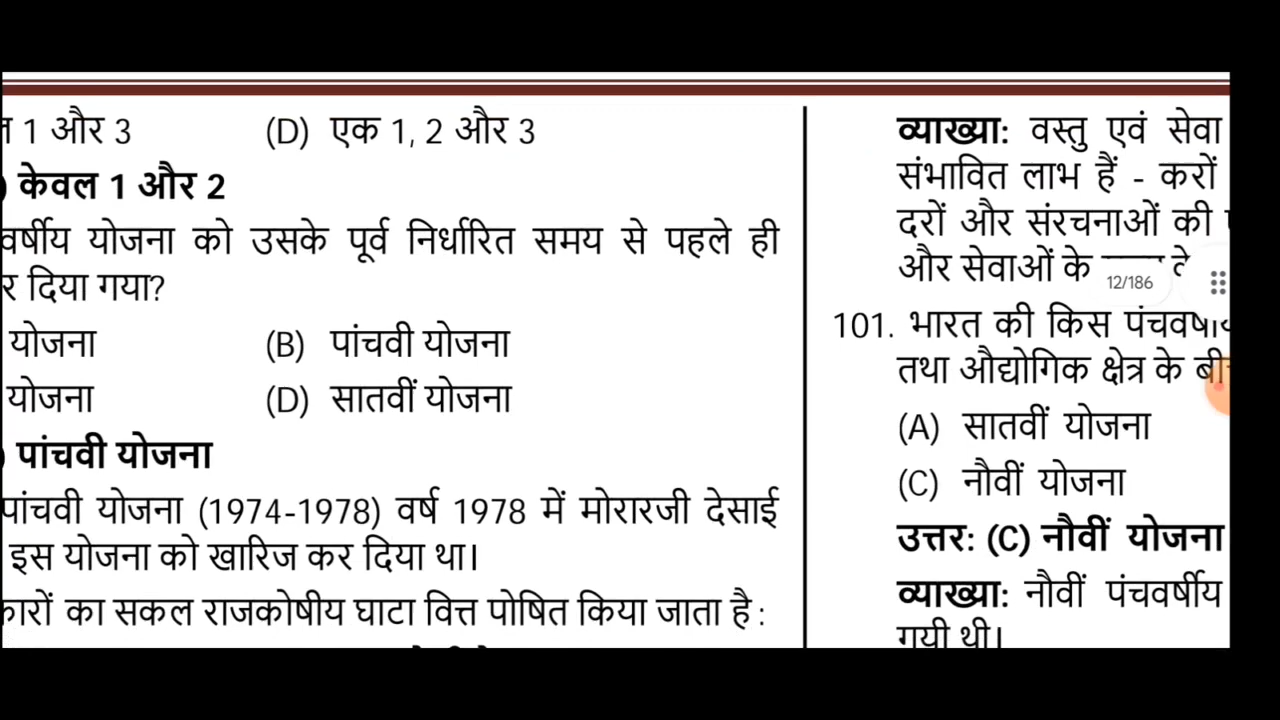 1 और 3 (D) एक 1, 2 और 3
) केवल 1 और 2
वर्षीय योजना को उसके पूर्व निर्धारित समय से पहले ही
दिया गया?
योजना (B) पांचवी योजना
योजना (D) सातवीं योजना
) पांचवी योजना
पांचवी योजना (1974-1978) वर्ष 1978 में मोरारजी देसाई
इस योजना को खारिज कर दिया था।
का सकल राजकोषीय घाटा वित्त पोषित किया जाता है :
व्याख्या: वस्तु एवं सेवा
संभावित लाभ हैं - करों
दरों और संरचनाओं की
और सेवाओं के
12/186
101. भारत की किस
तथा औद्योगिक क्षेत्र के
(A) सातवीं योजना
(C) नौवीं योजना
उत्तर: (C) नौवीं योजना
व्याख्या: नौवीं पंचवर्षीय
गयी थी।